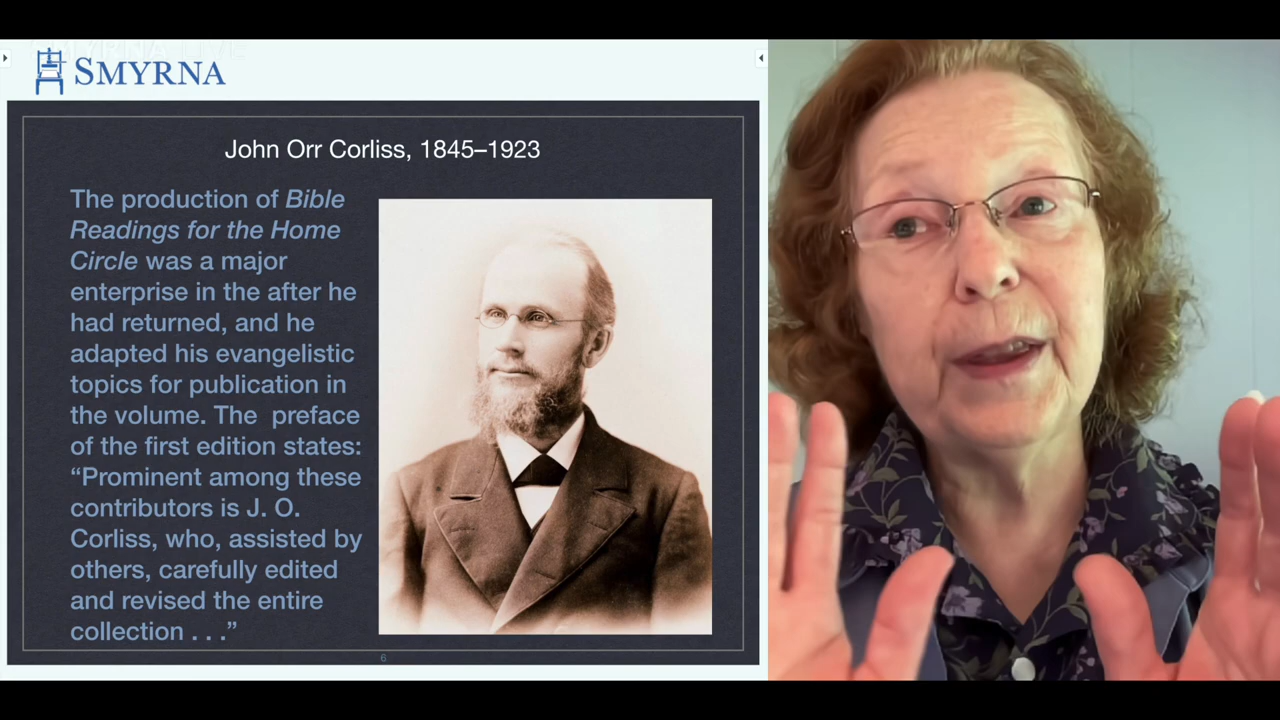 SMYRNA LIVE
SMYRNA
John Orr Corliss, 1845–1923
The production of Bible
Readings for the Home
Circle was a major
enterprise in the after he
had returned, and he
adapted his evangelistic
topics for publication in
the volume. The preface
of the first edition states:
“Prominent among these
contributors is J. O.
Corliss, who, assisted by
others, carefully edited
and revised the entire
collection . . .”
6